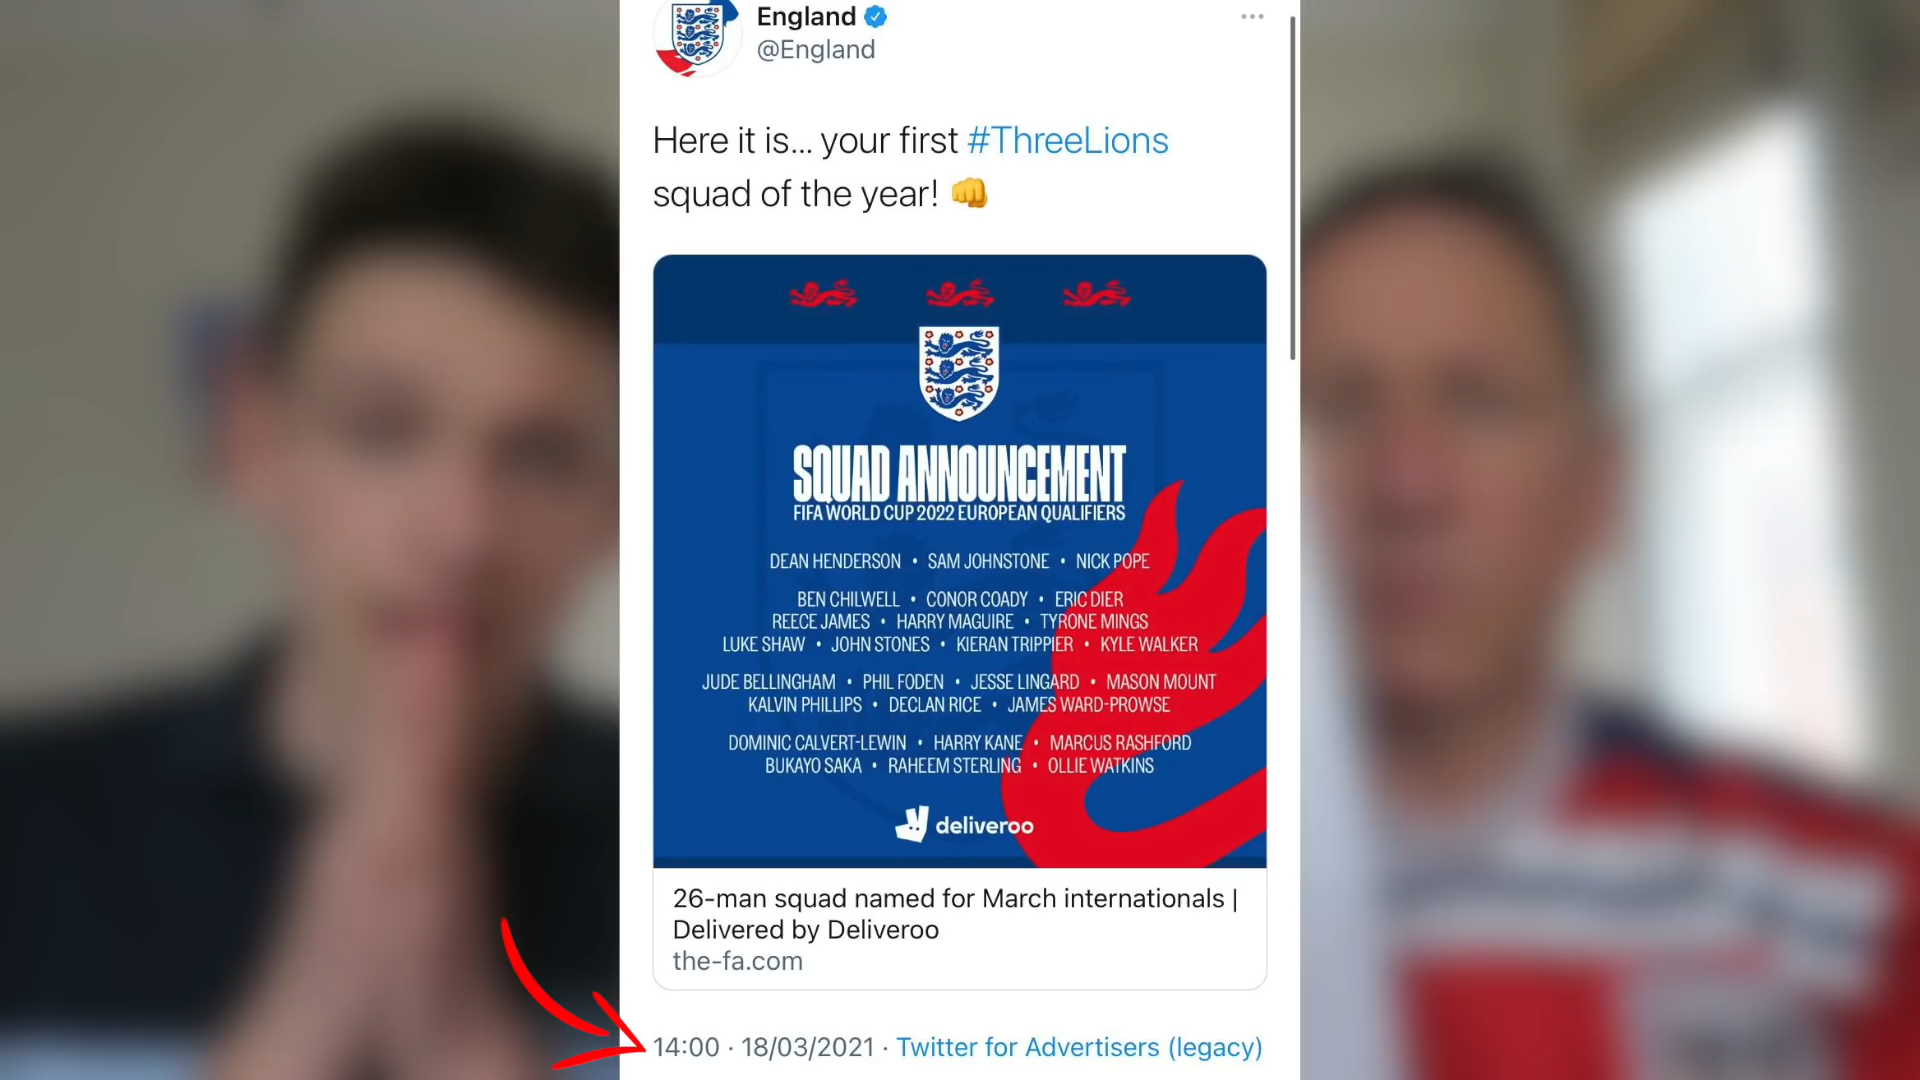 England
@England
Here it is... your first #ThreeLions
squad of the year! 👊
SQUAD ANNOUNCEMENT
FIFA WORLD CUP 2022 EUROPEAN QUALIFIERS
DEAN HENDERSON • SAM JOHNSTONE • NICK POPE
BEN CHILWELL • CONOR COADY • ERIC DIER
REECE JAMES • HARRY MAGUIRE • TYRONE MINGS
LUKE SHAW • JOHN STONES • KIERAN TRIPPIER • KYLE WALKER
JUDE BELLINGHAM • PHIL FODEN • JESSE LINGARD • MASON MOUNT
KALVIN PHILLIPS • DECLAN RICE • JAMES WARD-PROWSE
DOMINIC CALVERT-LEWIN • HARRY KANE • MARCUS RASHFORD
BUKAYO SAKA • RAHEEM STERLING • OLLIE WATKINS
deliveroo
26-man squad named for March internationals |
Delivered by Deliveroo
the-fa.com
14:00 · 18/03/2021 · Twitter for Advertisers (legacy)